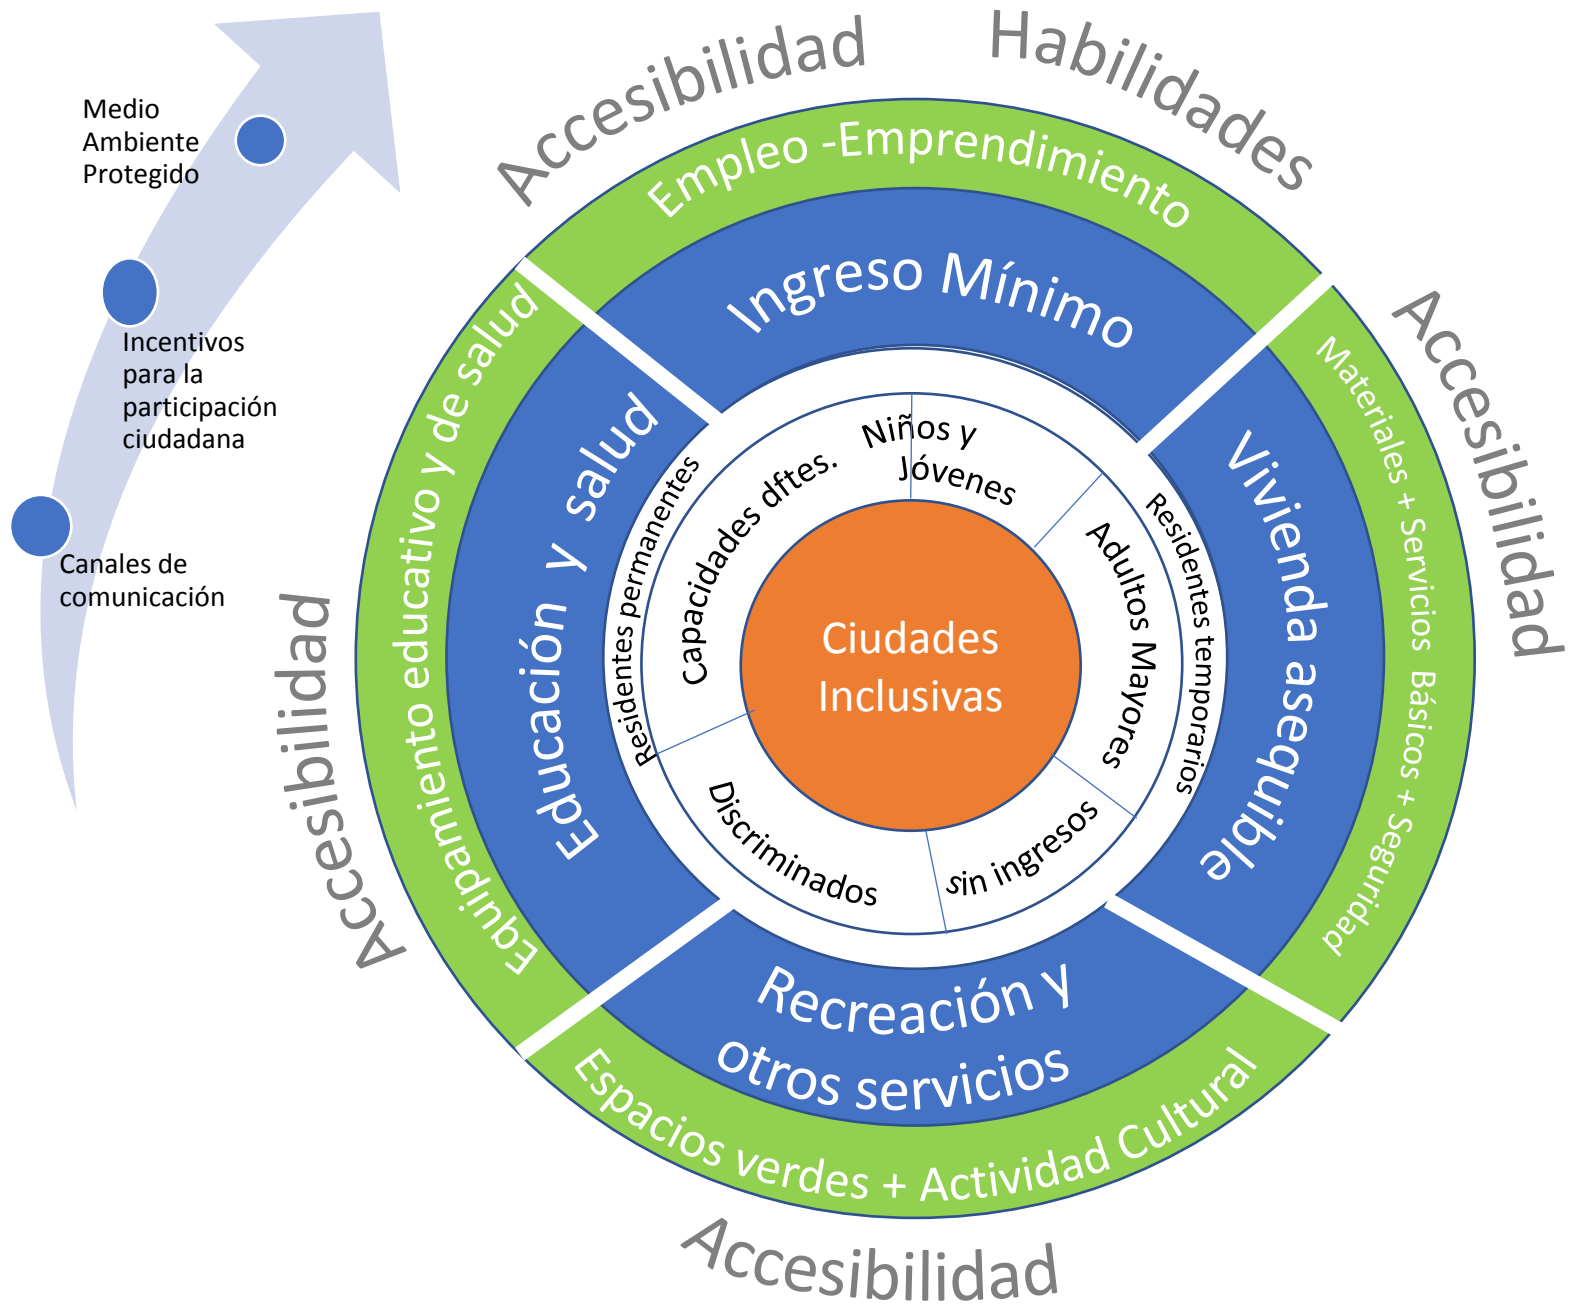 Accesibilidad
Habilidades
Medio
Ambiente
Protegido
Empleo -Emprendimiento
Ingreso Mínimo
Accesibilidad
Incentivos
para la
participación
ciudadana
Equipamiento educativo y de salud
Educación y salud
Residentes permanentes
Capacidades dftes.
Niños y
Jóvenes
Adultos Mayores
Residentes temporarios
Vivienda asequible
Materiales + Servicios Básicos + Seguridad
Canales de
comunicación
Accesibilidad
Ciudades
Inclusivas
Discriminados
sin ingresos
Recreación y
otros servicios
Espacios verdes + Actividad Cultural
Accesibilidad